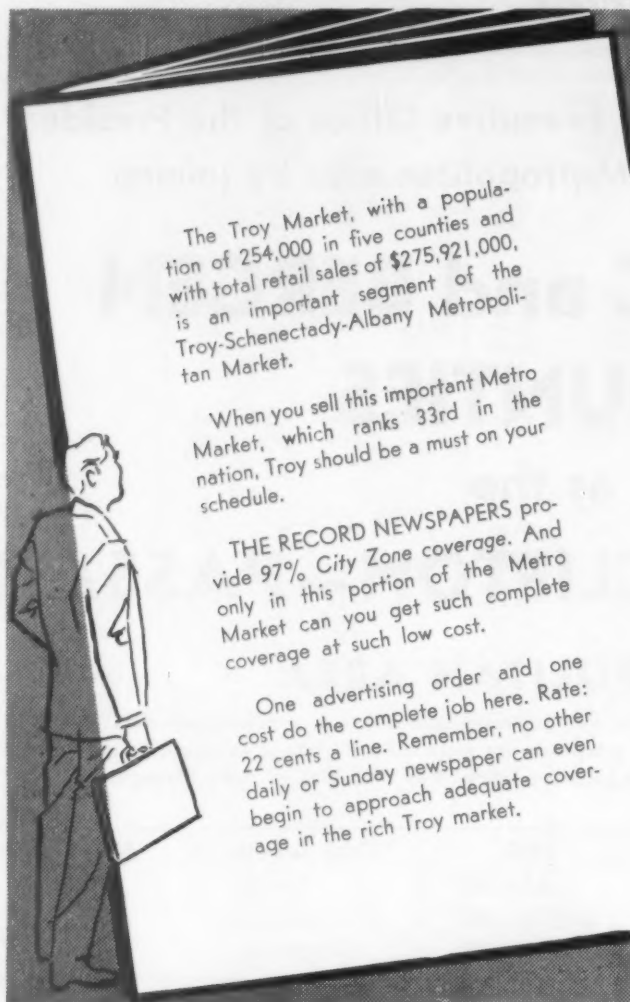 The Troy Market, with a popula-
tion of 254,000 in five counties and
with total retail sales of $275,921,000,
is an important segment of the
Troy-Schenectady-Albany Metropoli-
tan Market.
When you sell this important Metro
Market, which ranks 33rd in the
nation, Troy should be a must on your
schedule.
THE RECORD NEWSPAPERS pro-
vide 97% City Zone coverage. And
only in this portion of the Metro
Market can you get such complete
coverage at such low cost.
One advertising order and one
cost do the complete job here. Rate:
22 cents a line. Remember, no other
daily or Sunday newspaper can even
begin to approach adequate cover-
age in the rich Troy market.